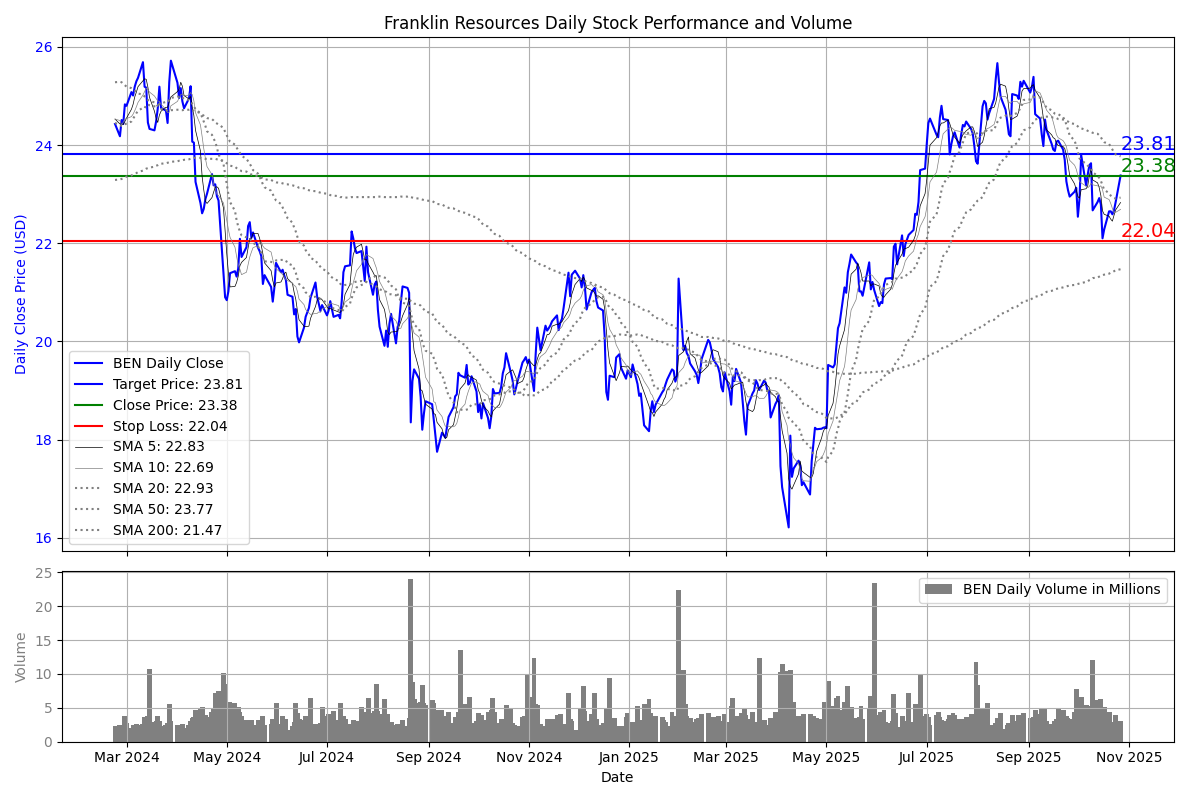 Franklin Resources Daily Stock Performance and Volume
Daily Close Price (USD)
26
24
22
20
18
16
23.81
23.38
22.04
BEN Daily Close
Target Price: 23.81
Close Price: 23.38
Stop Loss: 22.04
SMA 5: 22.83
SMA 10: 22.69
SMA 20: 22.93
SMA 50: 23.77
SMA 200: 21.47
Volume
25
20
15
10
5
0
BEN Daily Volume in Millions
Mar 2024 May 2024 Jul 2024 Sep 2024 Nov 2024 Jan 2025 Mar 2025 May 2025 Jul 2025 Sep 2025 Nov 2025
Date